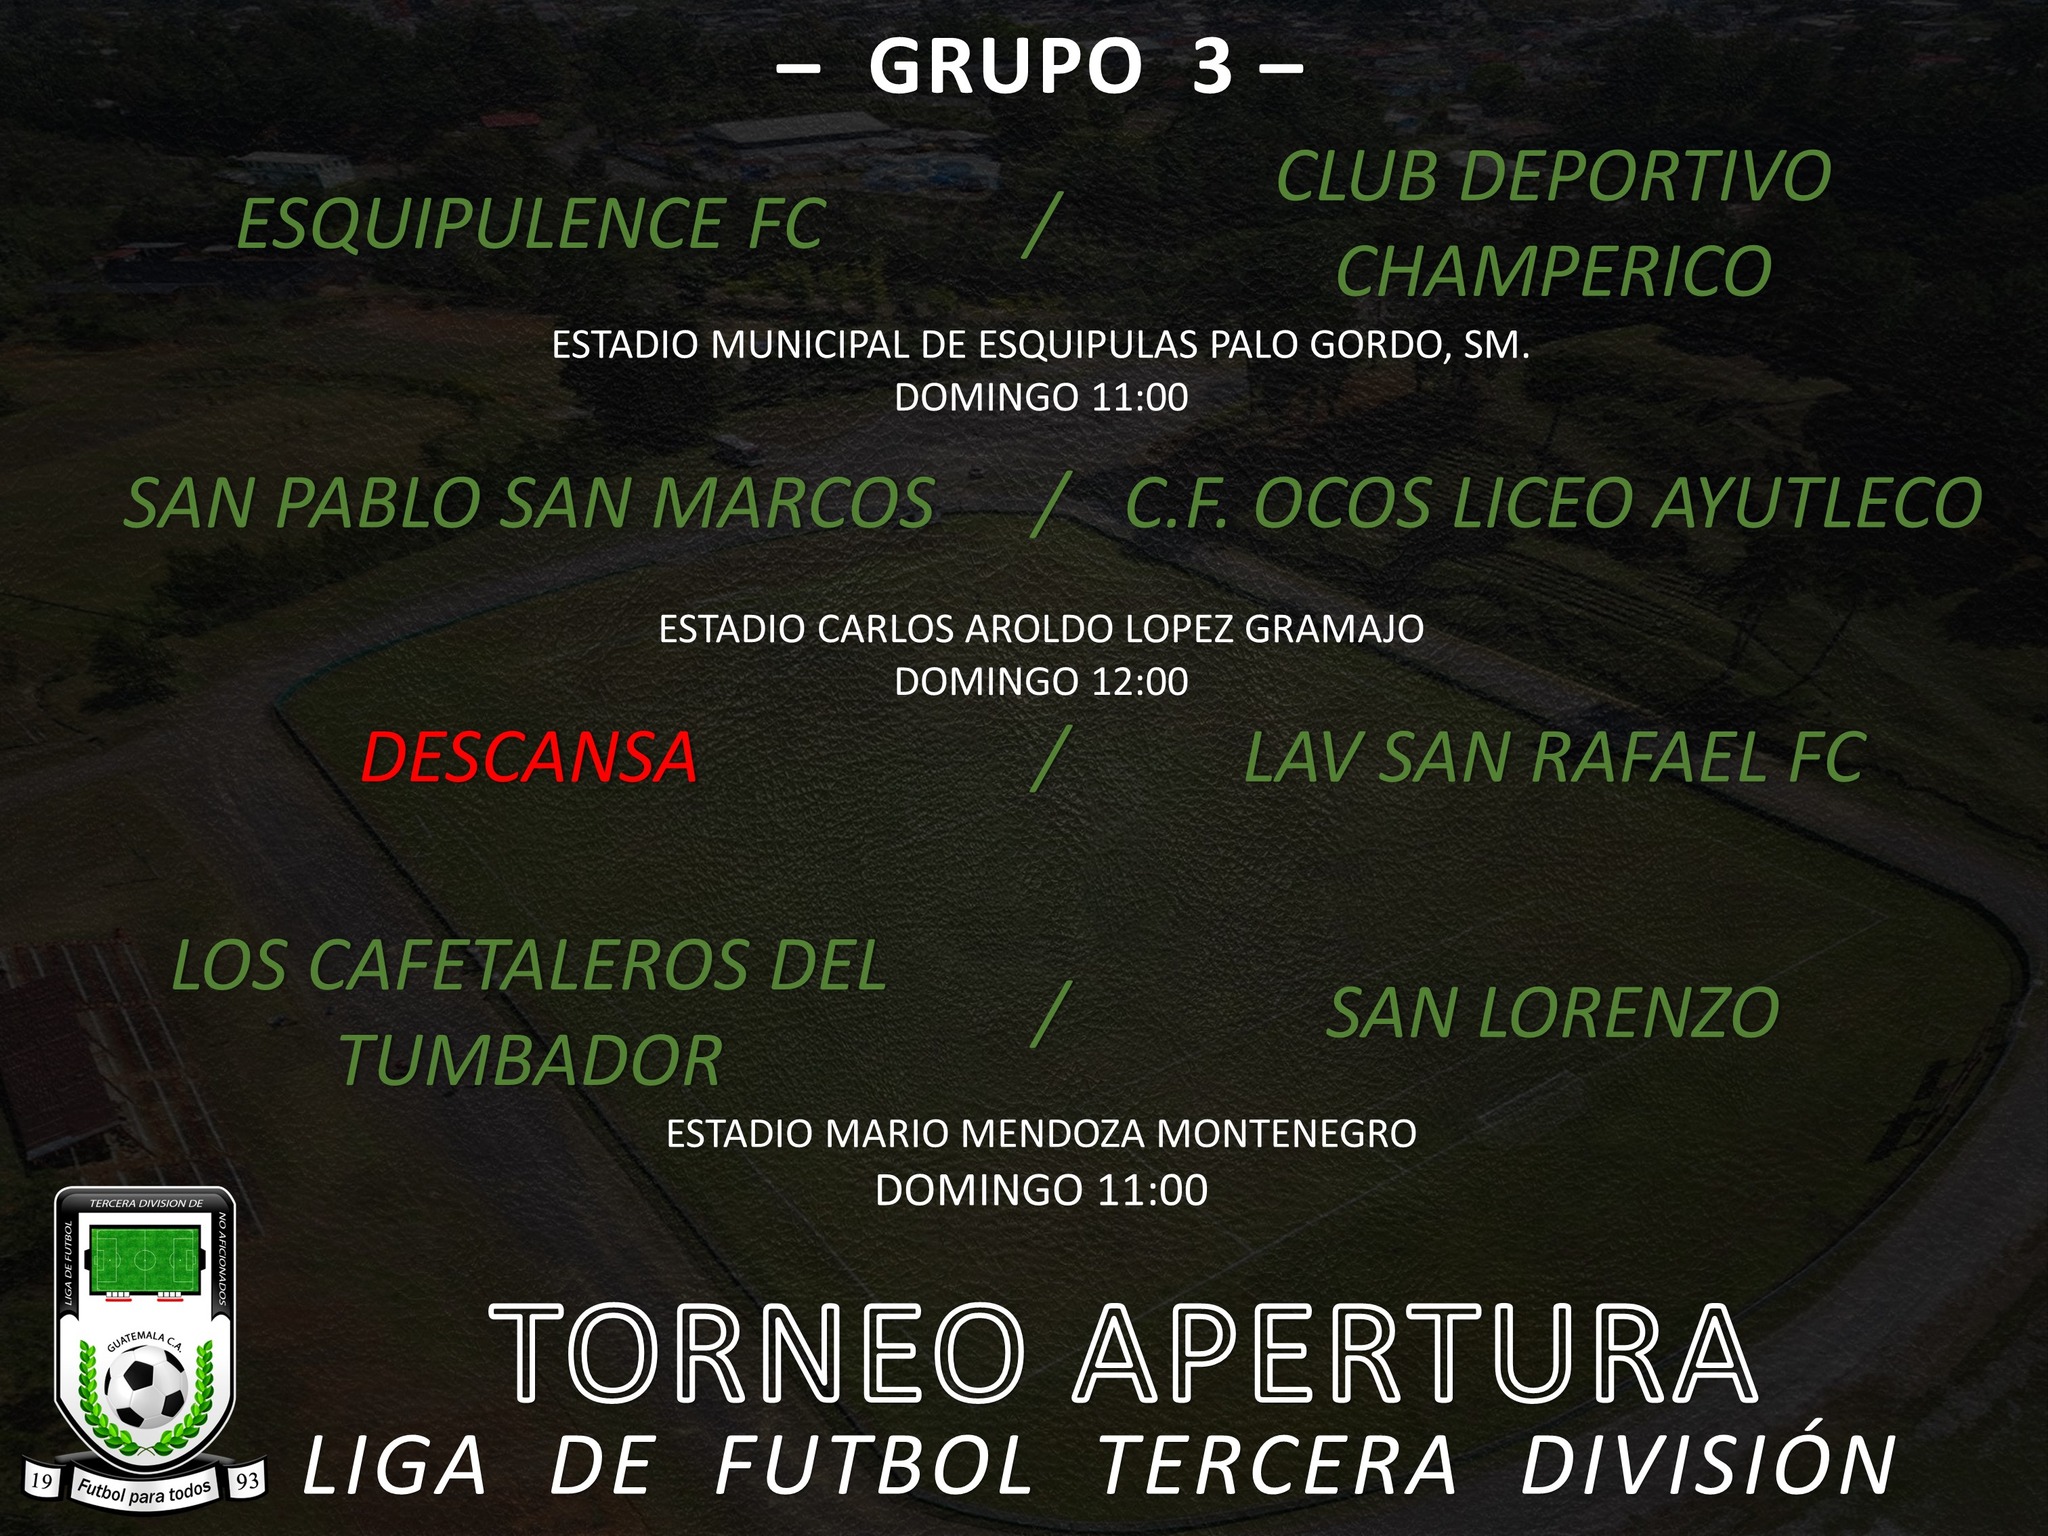 – GRUPO 3 –
ESQUIPULENCE FC / CLUB DEPORTIVO
CHAMPERICO
ESTADIO MUNICIPAL DE ESQUIPULAS PALO GORDO, SM.
DOMINGO 11:00
SAN PABLO SAN MARCOS / C.F. OCOS LICEO AYUTLECO
ESTADIO CARLOS AROLDO LOPEZ GRAMAJO
DOMINGO 12:00
DESCANSA / LAV SAN RAFAEL FC
LOS CAFETALEROS DEL
TUMBADOR / SAN LORENZO
ESTADIO MARIO MENDOZA MONTENEGRO
DOMINGO 11:00
LIGA DE FUTBOL
TERCERA DIVISION DE
NO AFICIONADOS
GUATEMALA C.A.
19 Futbol para todos 93
TORNEO APERTURA
LIGA DE FUTBOL TERCERA DIVISIÓN